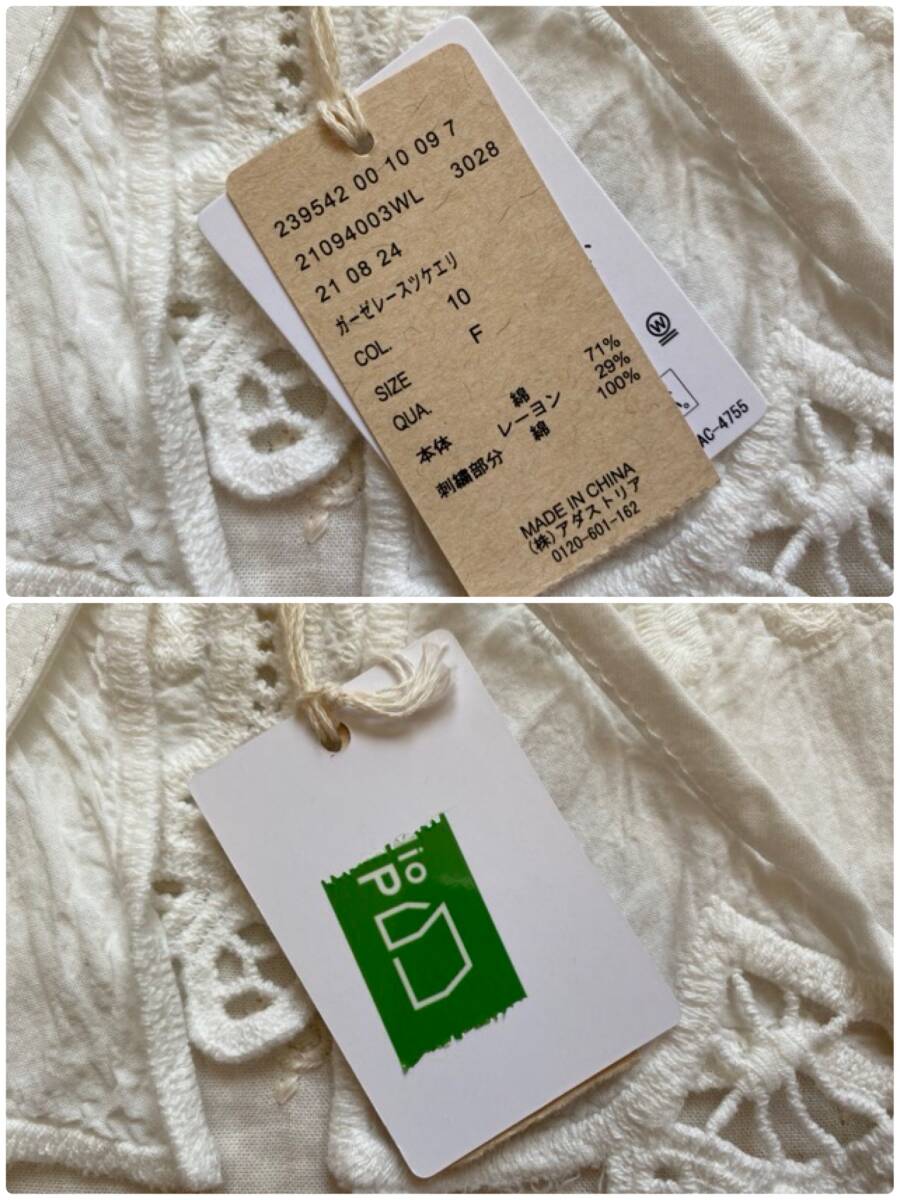 239542 00 10 09 7
21094003WL 3028
21 08 24
ガーゼレースツケエリ
COL. 10
SIZE F
QUA.
本体 綿 71%
レーヨン 29%
刺繍部分 綿 100%
MADE IN CHINA
(株)アダストリア
0120-601-162
W
AC-4755
io
P